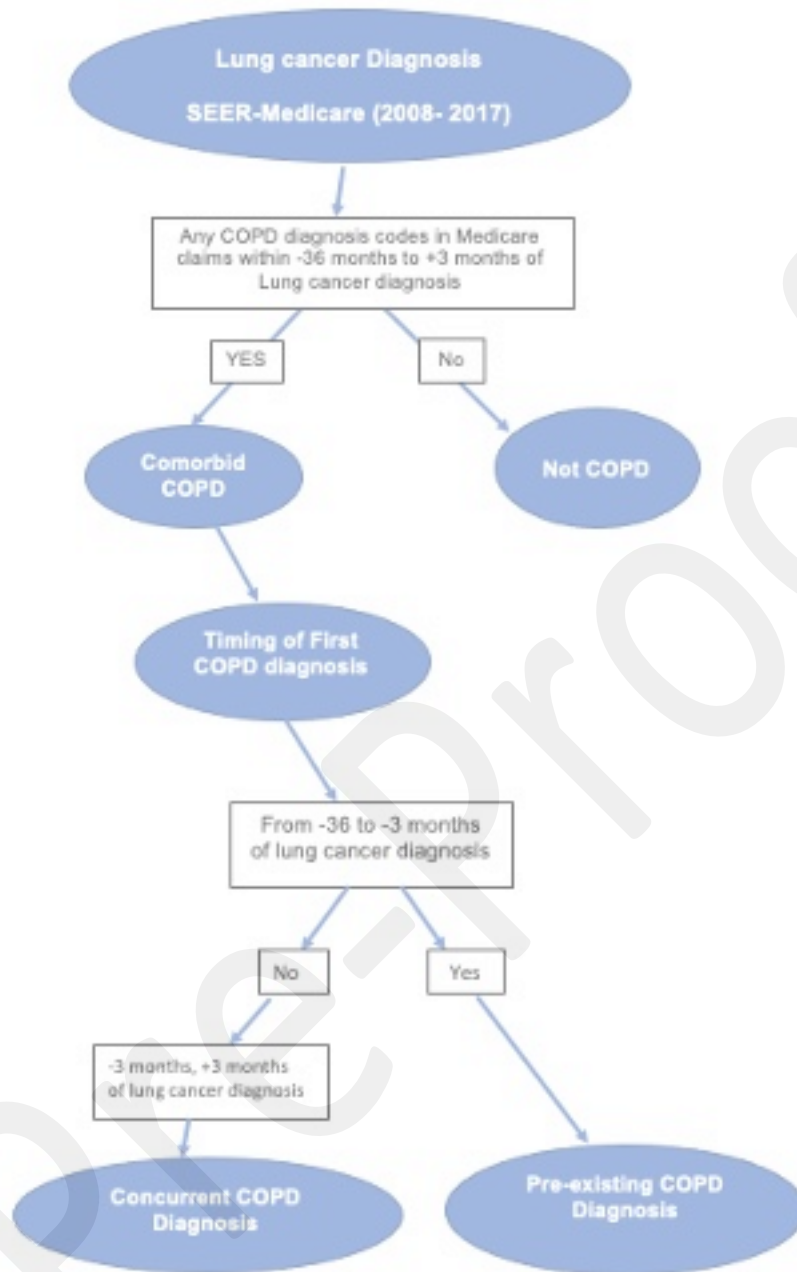 Lung cancer Diagnosis
SEER-Medicare (2008- 2017)
Any COPD diagnosis codes in Medicare
claims within -36 months to +3 months of
Lung cancer diagnosis
YES
No
Comorbid
COPD
Not COPD
Timing of First
COPD diagnosis
From -36 to -3 months
of lung cancer diagnosis
No
Yes
-3 months, +3 months
of lung cancer diagnosis
Concurrent COPD
Diagnosis
Pre-existing COPD
Diagnosis
Pre-Proo